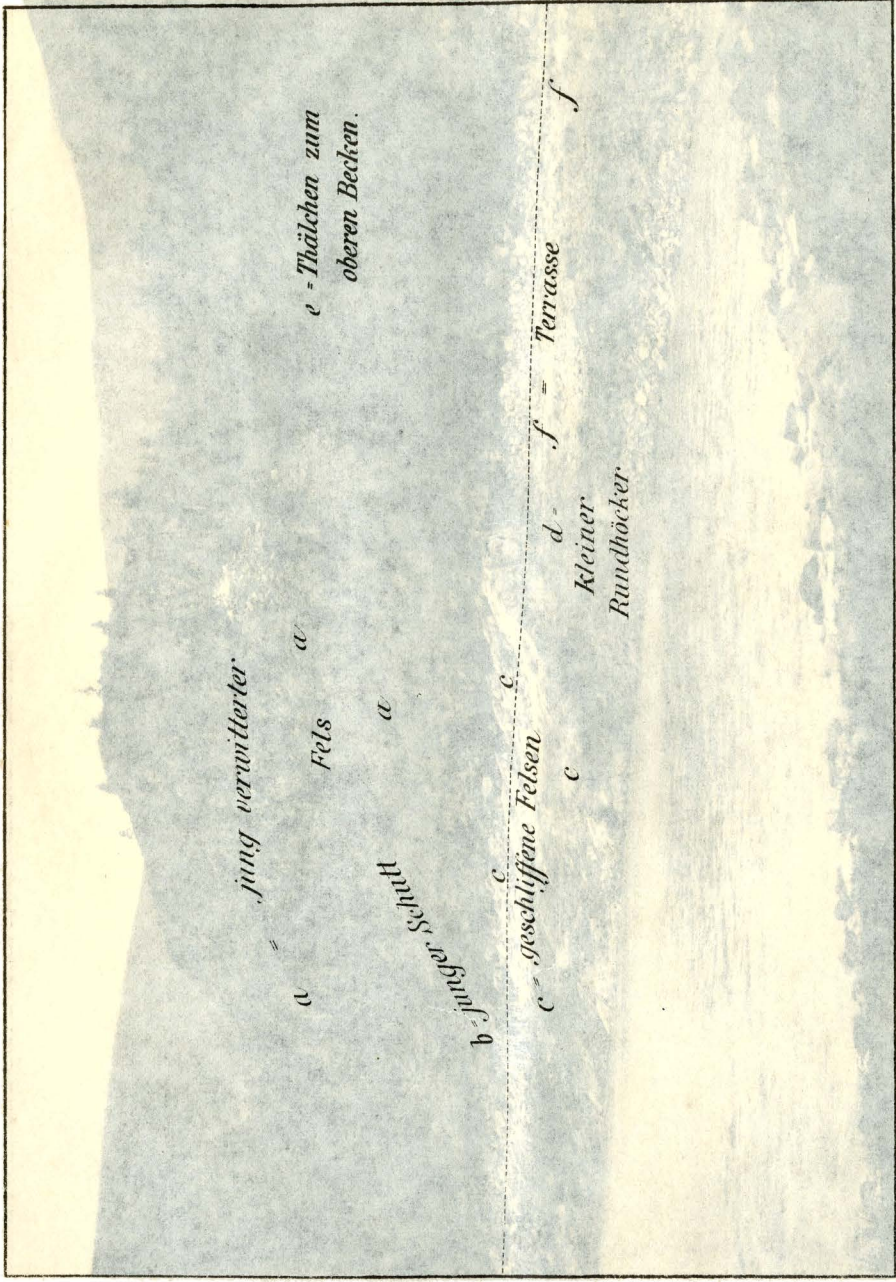 e = Thälchen zum
oberen Becken.
a = jung verwitterter
a
Fels
a
b = junger Schutt
c
c
f
c = geschliffene Felsen
d =
f = Terrasse
c
kleiner
Rundhöcker